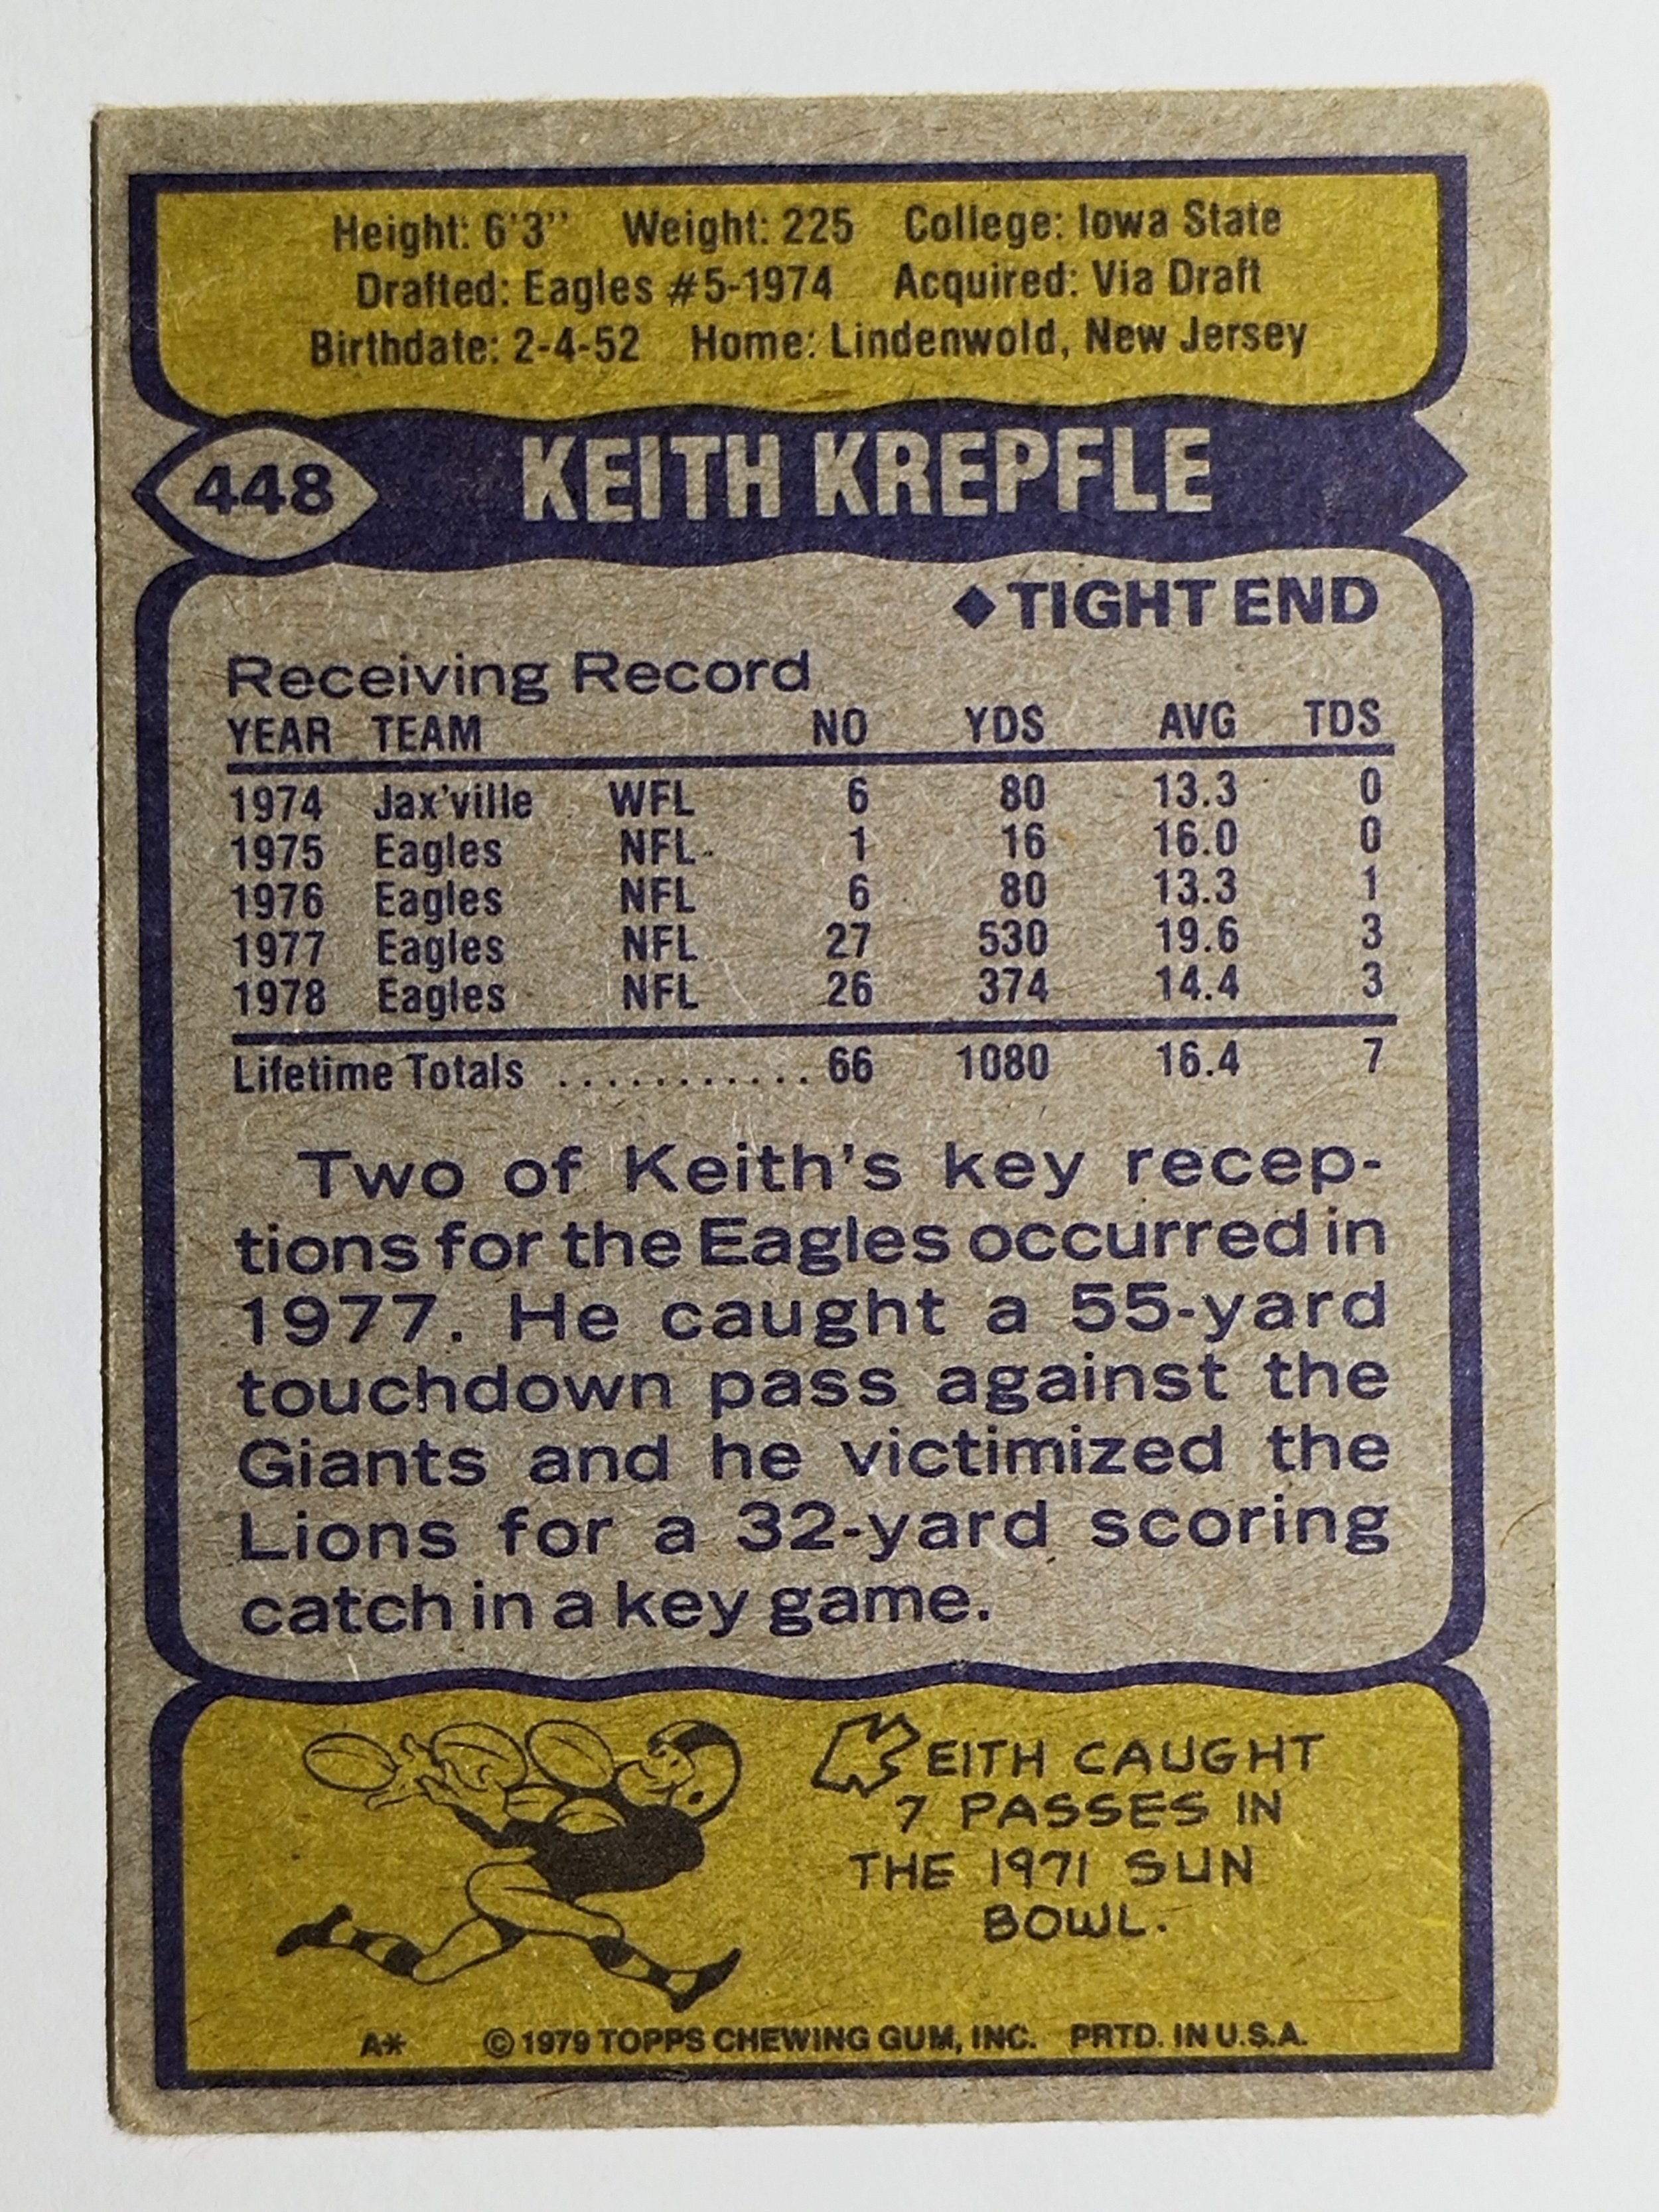 Height: 6'3'' Weight: 225 College: Iowa State
Drafted: Eagles #5-1974 Acquired: Via Draft
Birthdate: 2-4-52 Home: Lindenwold, New Jersey
448 KEITH KREPFLE
◆ TIGHT END
Receiving Record
YEAR TEAM NO YDS AVG TDS
1974 Jax'ville WFL 6 80 13.3 0
1975 Eagles NFL 1 16 16.0 0
1976 Eagles NFL 6 80 13.3 1
1977 Eagles NFL 27 530 19.6 3
1978 Eagles NFL 26 374 14.4 3
Lifetime Totals ........... 66 1080 16.4 7
Two of Keith's key recep-
tions for the Eagles occurred in
1977. He caught a 55-yard
touchdown pass against the
Giants and he victimized the
Lions for a 32-yard scoring
catch in a key game.
KEITH CAUGHT
7 PASSES IN
THE 1971 SUN
BOWL.
A* © 1979 TOPPS CHEWING GUM, INC. PRTD. IN U.S.A.